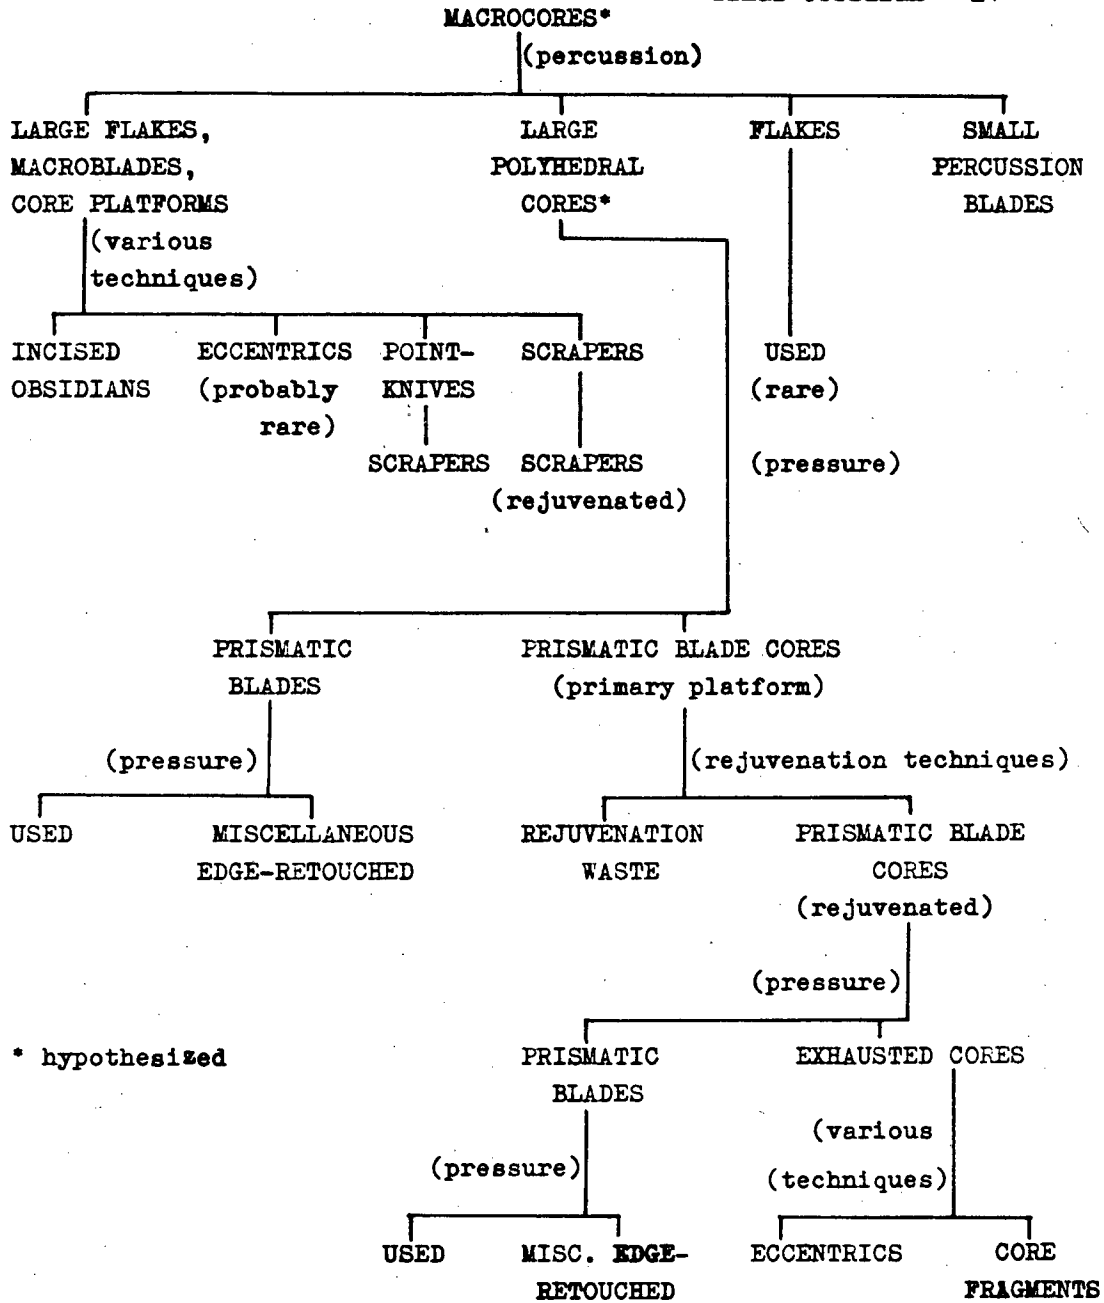 MACROCORES*
(percussion)
LARGE FLAKES,
MACROBLADES,
CORE PLATFORMS
LARGE
POLYHEDRAL
CORES*
FLAKES
SMALL
PERCUSSION
BLADES
(various
techniques)
INCISED
OBSIDIANS
ECCENTRICS
(probably
rare)
POINT-
KNIVES
SCRAPERS
SCRAPERS
SCRAPERS
(rejuvenated)
USED
(rare)
(pressure)
PRISMATIC
BLADES
PRISMATIC BLADE CORES
(primary platform)
(pressure)
(rejuvenation techniques)
USED
MISCELLANEOUS
EDGE-RETOUCHED
REJUVENATION
WASTE
PRISMATIC BLADE
CORES
(rejuvenated)
(pressure)
* hypothesized
PRISMATIC
BLADES
EXHAUSTED CORES
(pressure)
(various
(techniques)
USED
MISC. EDGE-
RETOUCHED
ECCENTRICS
CORE
FRAGMENTS